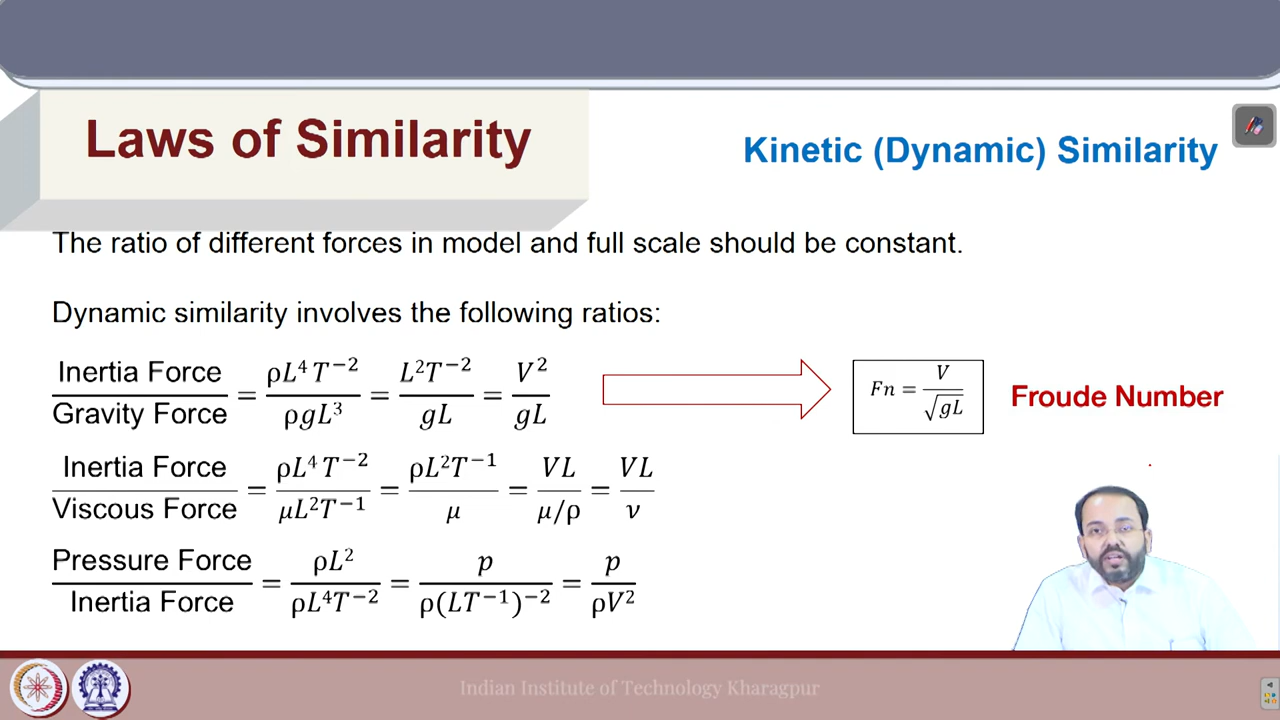 Laws of Similarity
Kinetic (Dynamic) Similarity
The ratio of different forces in model and full scale should be constant.
Dynamic similarity involves the following ratios:
Inertia Force / Gravity Force = ρL⁴T⁻² / ρgL³ = L²T⁻² / gL = V² / gL
Fn = V / √gL
Froude Number
Inertia Force / Viscous Force = ρL⁴T⁻² / μL²T⁻¹ = ρL²T⁻¹ / μ = VL / μ/ρ = VL / ν
Pressure Force / Inertia Force = ρL² / ρL⁴T⁻² = p / ρ(LT⁻¹)⁻² = p / ρV²
Indian Institute of Technology Kharagpur